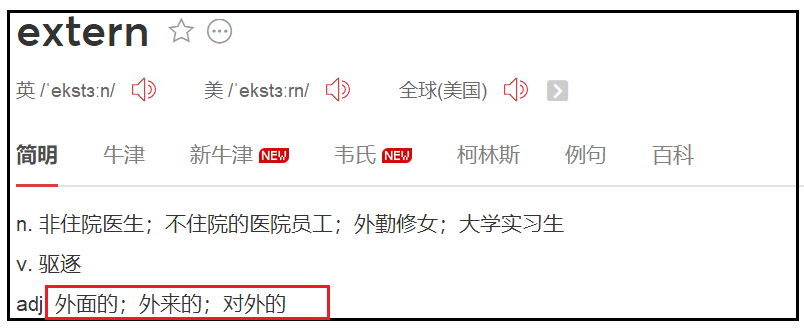 extern
英 /ˈekstɜːn/ 美 /ˈekstɜːrn/ 全球(美国)
简明 牛津 新牛津 NEW 韦氏 NEW 柯林斯 例句 百科
n. 非住院医生；不住院的医院员工；外勤修女；大学实习生
v. 驱逐
adj 外面的；外来的；对外的